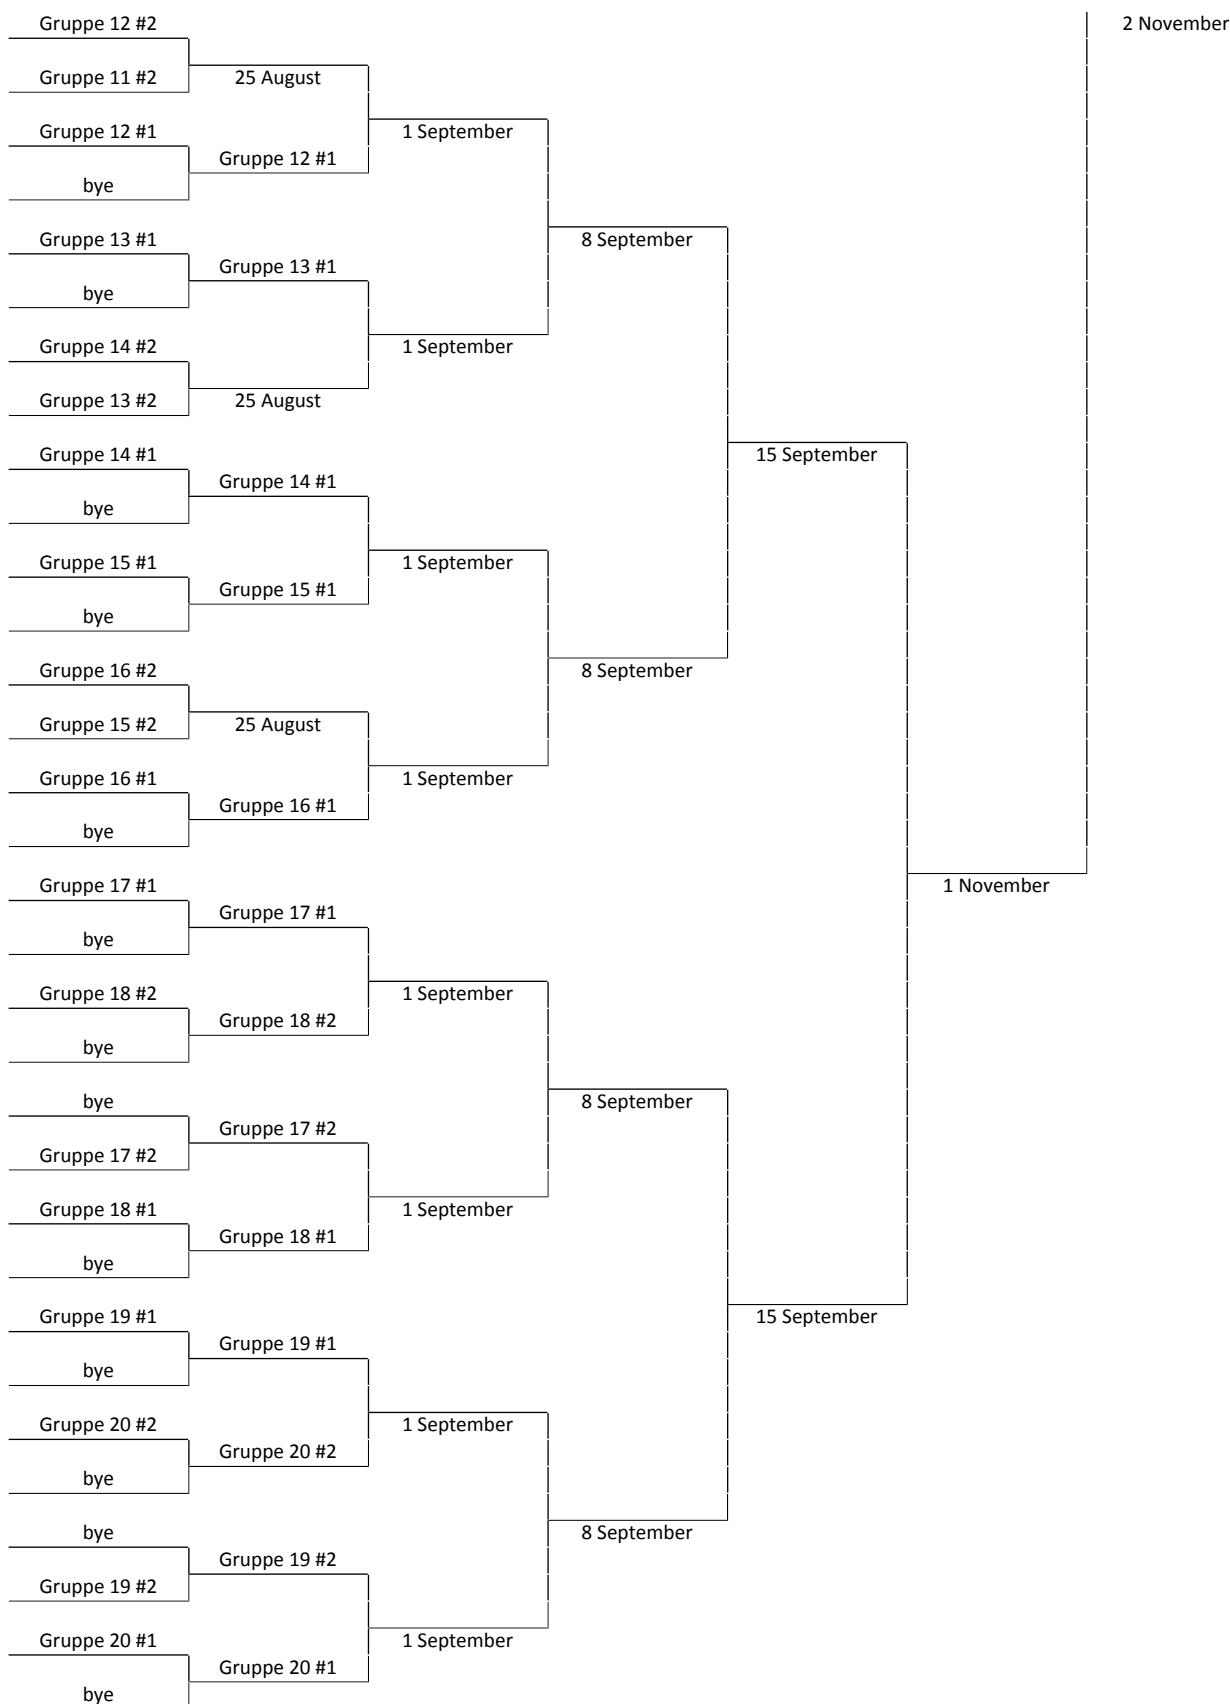 Gruppe 12 #2
2 November
Gruppe 11 #2
25 August
Gruppe 12 #1
1 September
Gruppe 12 #1
bye
Gruppe 13 #1
8 September
Gruppe 13 #1
bye
Gruppe 14 #2
1 September
Gruppe 13 #2
25 August
Gruppe 14 #1
15 September
Gruppe 14 #1
bye
Gruppe 15 #1
1 September
Gruppe 15 #1
bye
Gruppe 16 #2
8 September
Gruppe 15 #2
25 August
Gruppe 16 #1
1 September
Gruppe 16 #1
bye
Gruppe 17 #1
1 November
Gruppe 17 #1
bye
Gruppe 18 #2
1 September
Gruppe 18 #2
bye
bye
8 September
Gruppe 17 #2
Gruppe 17 #2
Gruppe 18 #1
1 September
Gruppe 18 #1
bye
Gruppe 19 #1
15 September
Gruppe 19 #1
bye
Gruppe 20 #2
1 September
Gruppe 20 #2
bye
bye
8 September
Gruppe 19 #2
Gruppe 19 #2
Gruppe 20 #1
1 September
Gruppe 20 #1
bye